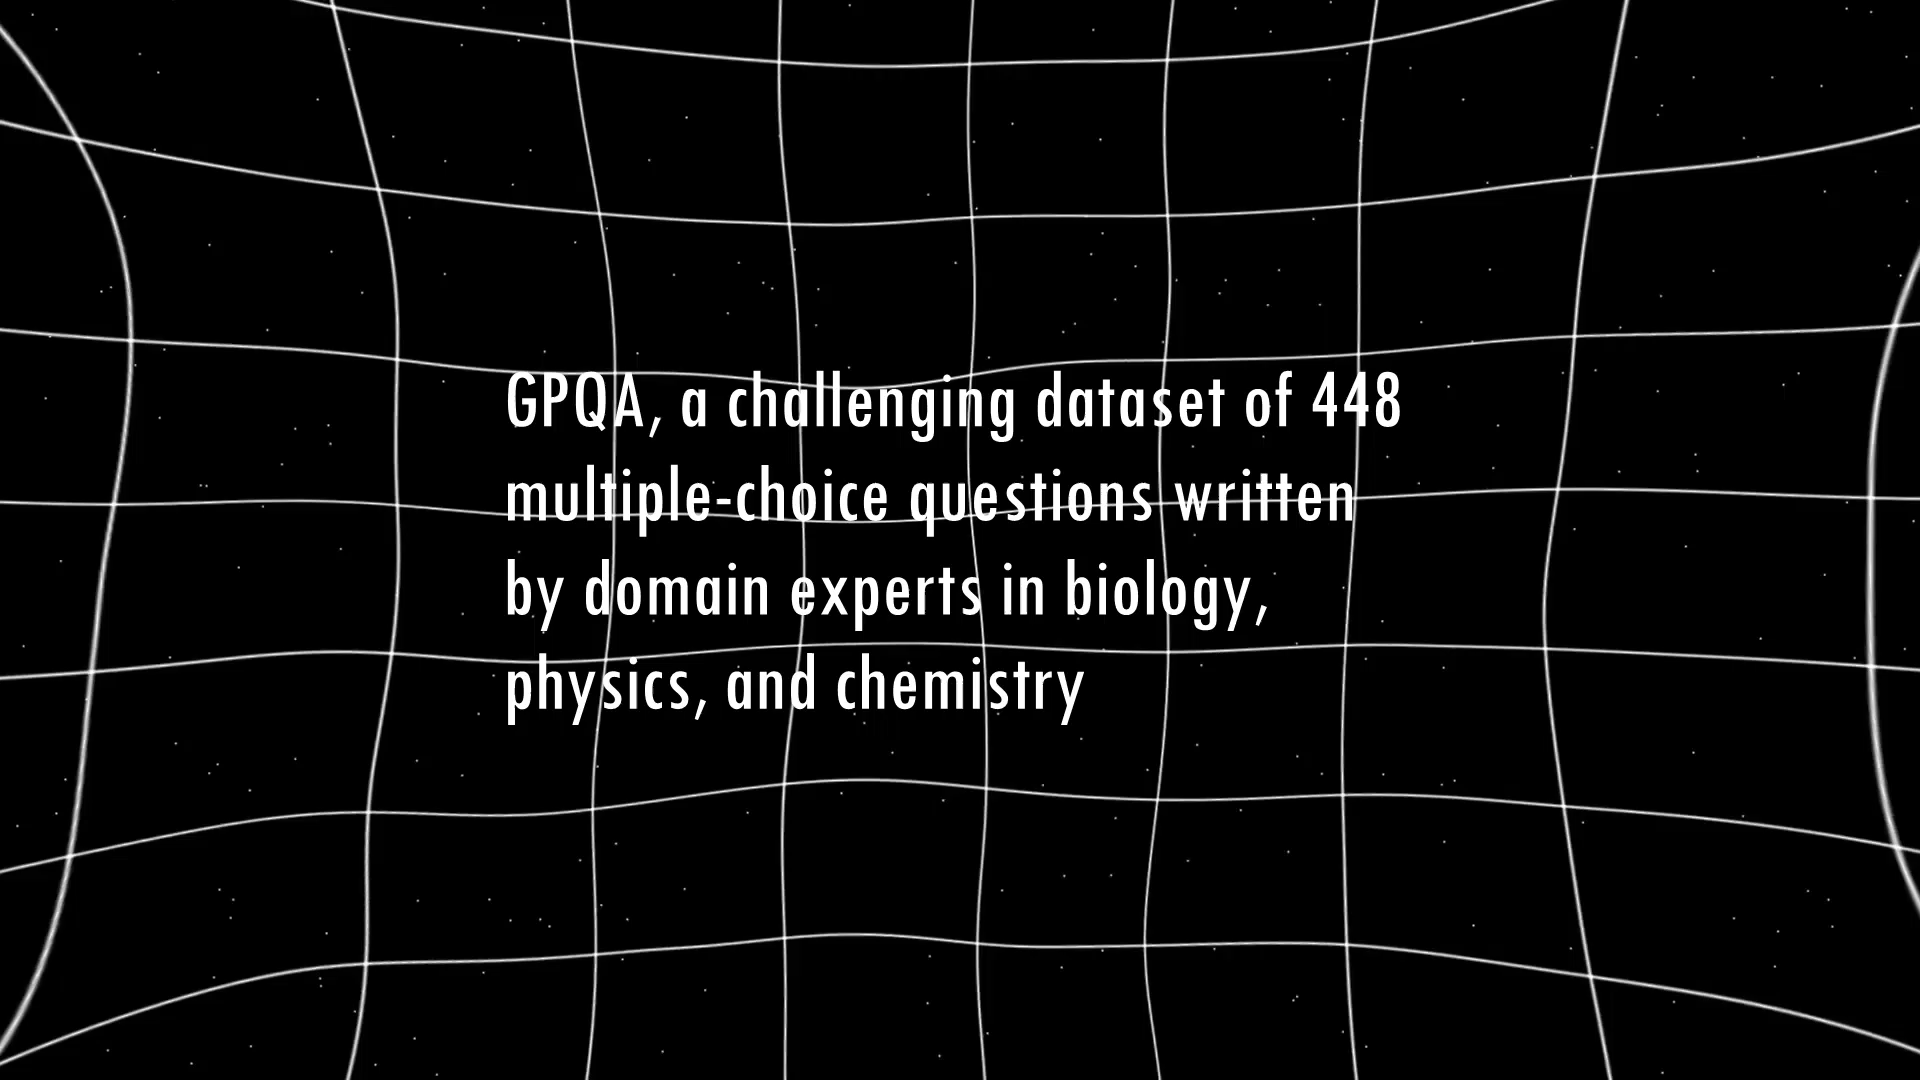 GPQA, a challenging dataset of 448
multiple-choice questions written
by domain experts in biology,
physics, and chemistry